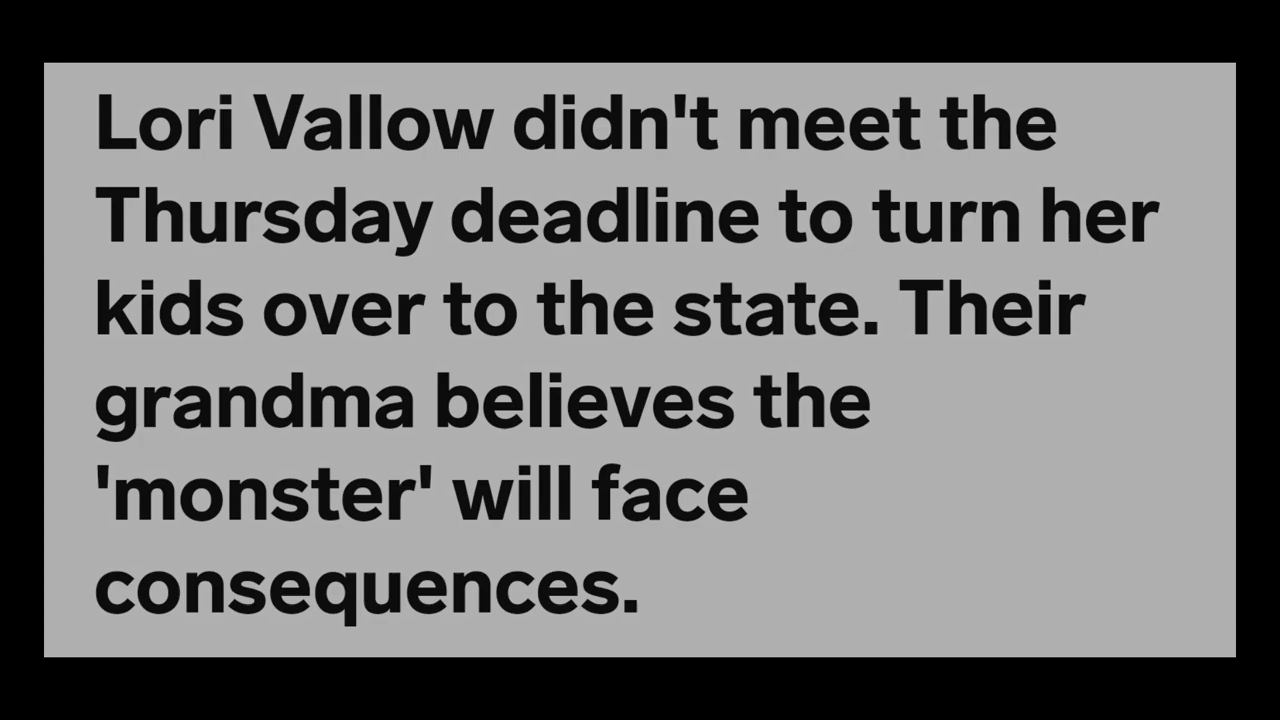 Lori Vallow didn't meet the
Thursday deadline to turn her
kids over to the state. Their
grandma believes the
'monster' will face
consequences.